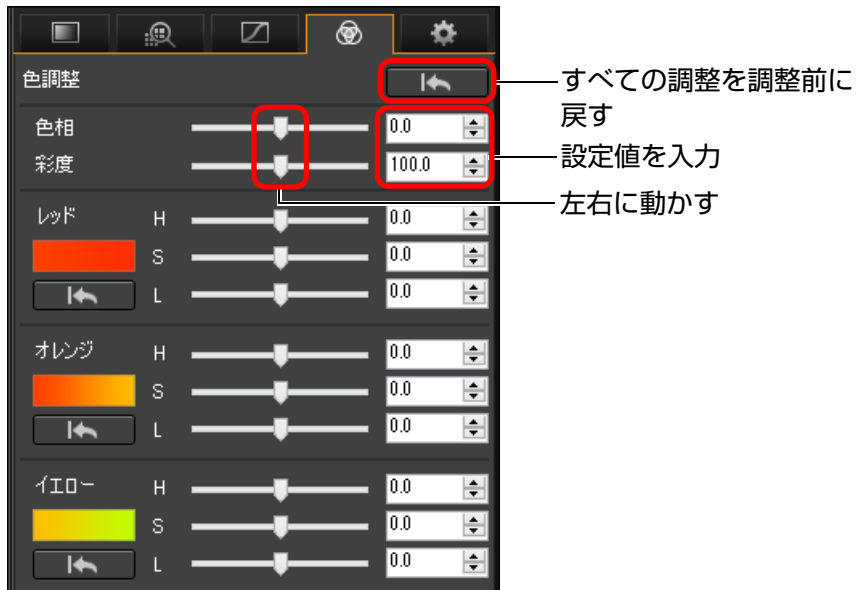 色調整
すべての調整を調整前に
戻す
色相 0.0
彩度 100.0
設定値を入力
左右に動かす
レッド H 0.0
S 0.0
L 0.0
オレンジ H 0.0
S 0.0
L 0.0
イエロー H 0.0
S 0.0
L 0.0